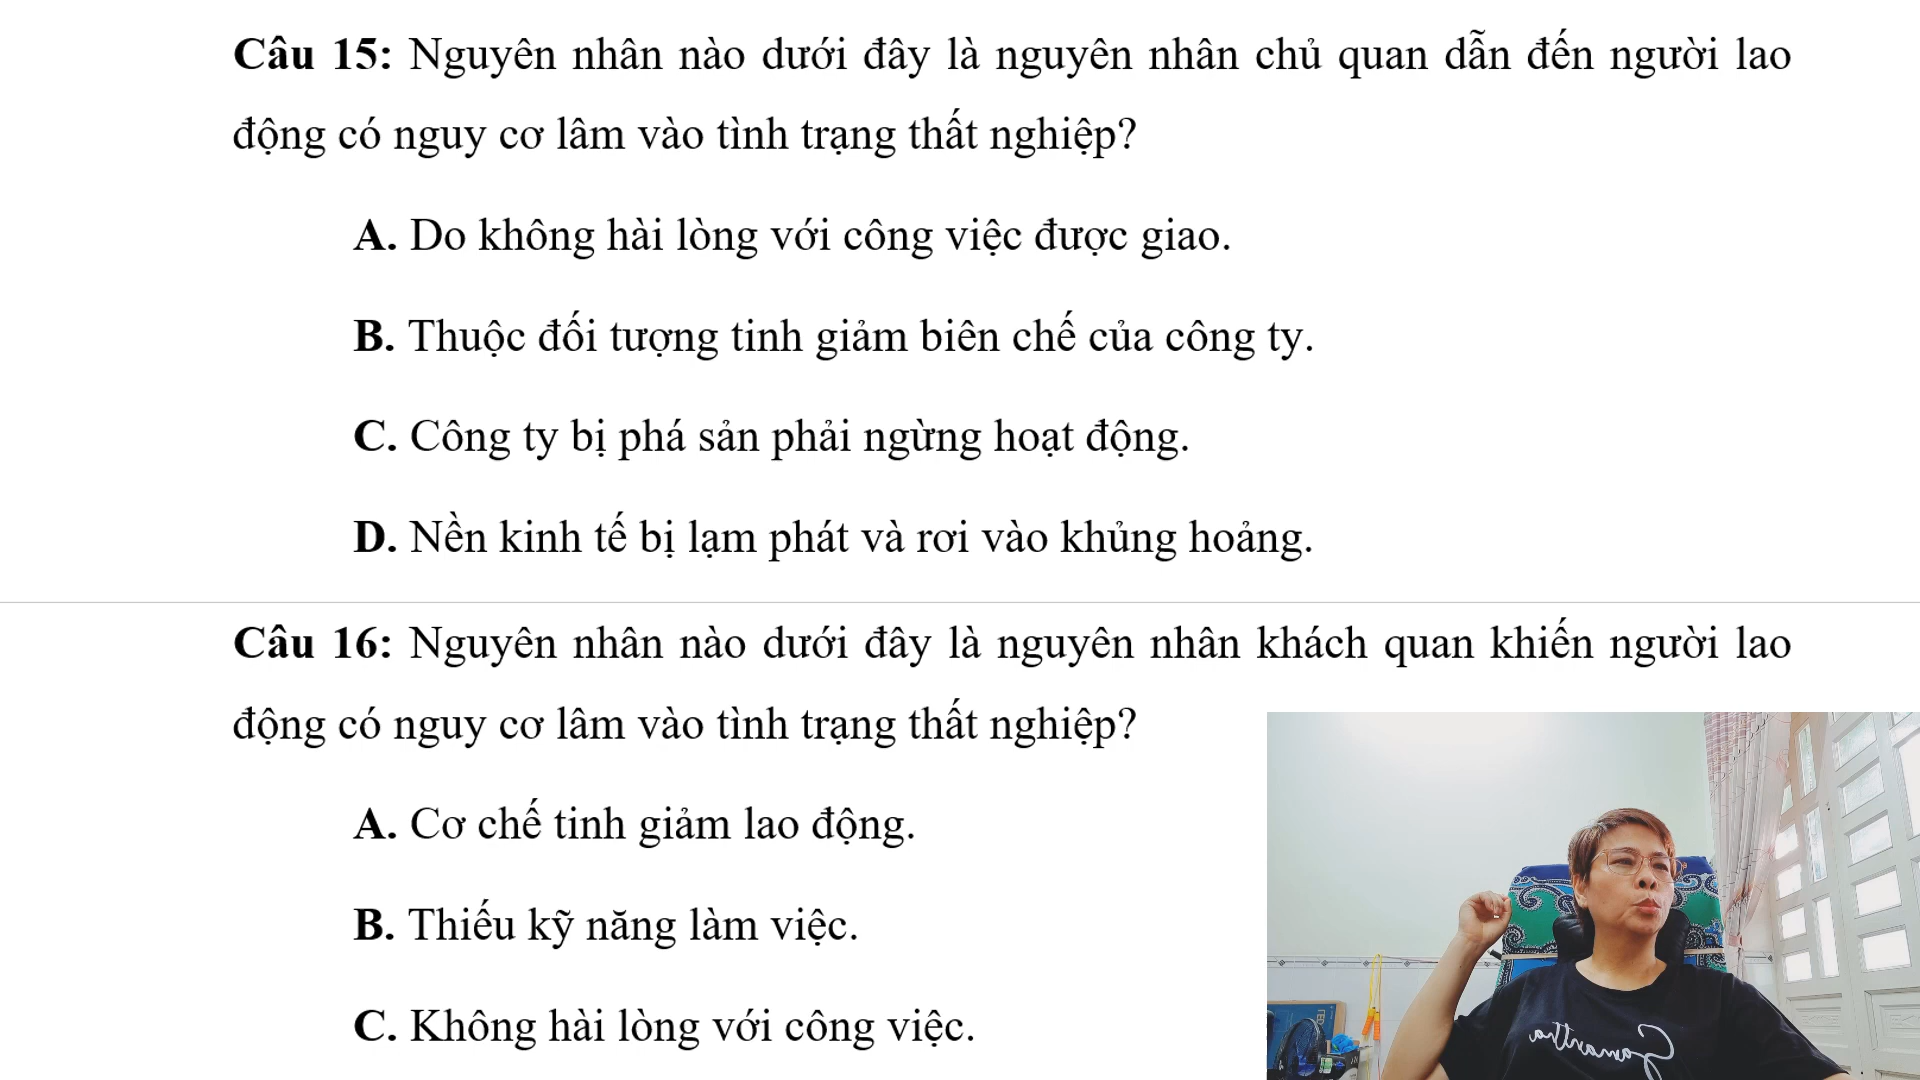 Câu 15: Nguyên nhân nào dưới đây là nguyên nhân chủ quan dẫn đến người lao
động có nguy cơ lâm vào tình trạng thất nghiệp?
A. Do không hài lòng với công việc được giao.
B. Thuộc đối tượng tinh giảm biên chế của công ty.
C. Công ty bị phá sản phải ngừng hoạt động.
D. Nền kinh tế bị lạm phát và rơi vào khủng hoảng.
Câu 16: Nguyên nhân nào dưới đây là nguyên nhân khách quan khiến người lao
động có nguy cơ lâm vào tình trạng thất nghiệp?
A. Cơ chế tinh giảm lao động.
B. Thiếu kỹ năng làm việc.
C. Không hài lòng với công việc.
Samantha